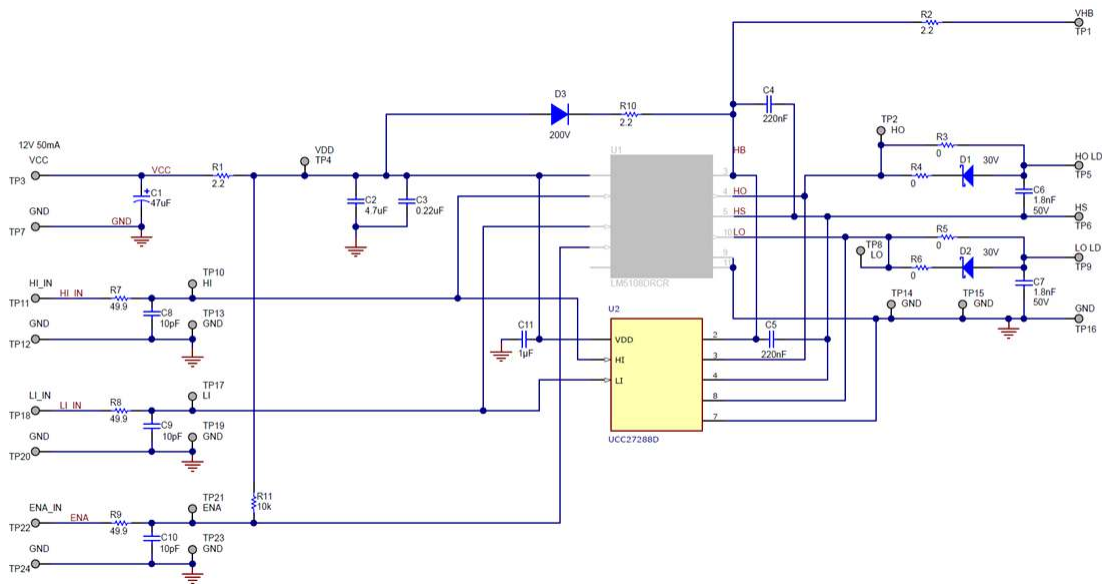 VHB
R2
2.2
TP1
D3
200V
R10
2.2
C4
220nF
TP2
HO
R3
0
R4
0
D1
30V
HO LD
TP5
12V 50mA
VCC
TP3
VCC
R1
2.2
VDD
TP4
C1
47uF
GND
TP7
GND
C2
4.7uF
C3
0.22uF
U1
HB
3
HO
4
HS
5
LO
10
9
LM5108DRCR
C6
1.8nF
50V
HS
TP6
R5
0
TP8
LO
R6
0
D2
30V
LO LD
TP9
C7
1.8nF
50V
TP14
GND
TP15
GND
GND
TP16
HI_IN
TP11
HI_IN
R7
49.9
TP10
HI
C8
10pF
TP13
GND
GND
TP12
C11
1µF
U2
VDD
HI
LI
2
3
4
8
7
UCC27288D
C5
220nF
LI_IN
TP18
LI_IN
R8
49.9
TP17
LI
C9
10pF
TP19
GND
GND
TP20
R11
10k
ENA_IN
TP22
ENA
R9
49.9
TP21
ENA
C10
10pF
TP23
GND
GND
TP24